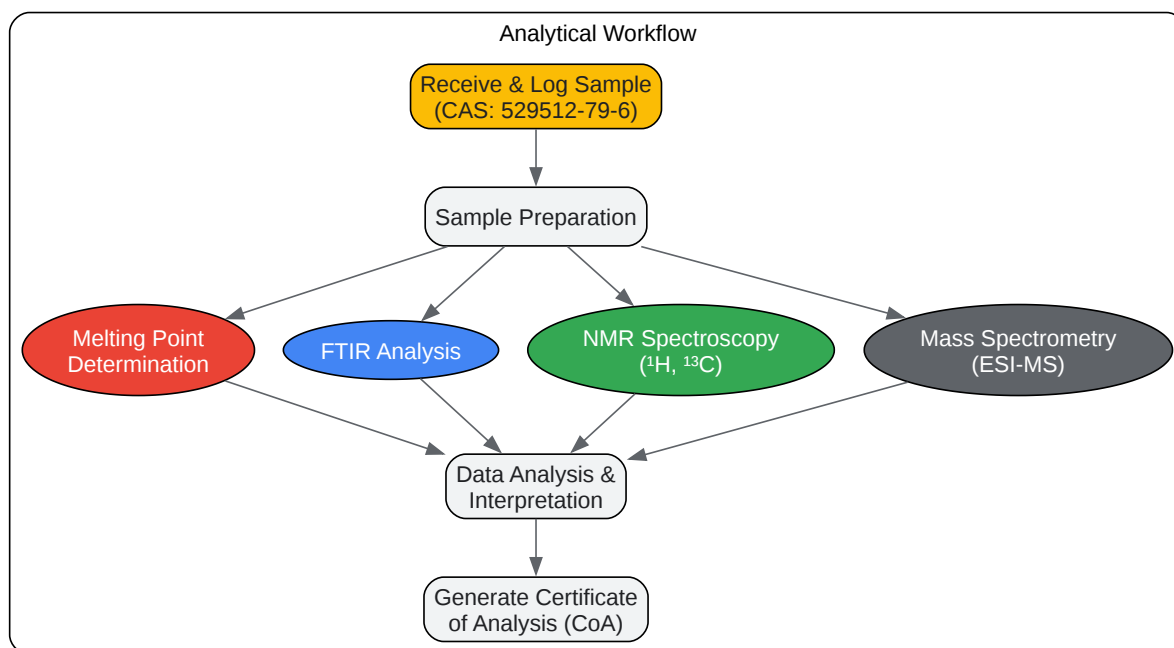 Analytical Workflow
Receive & Log Sample
(CAS: 529512-79-6)
Sample Preparation
Melting Point
Determination
FTIR Analysis
NMR Spectroscopy
(¹H, ¹³C)
Mass Spectrometry
(ESI-MS)
Data Analysis &
Interpretation
Generate Certificate
of Analysis (CoA)